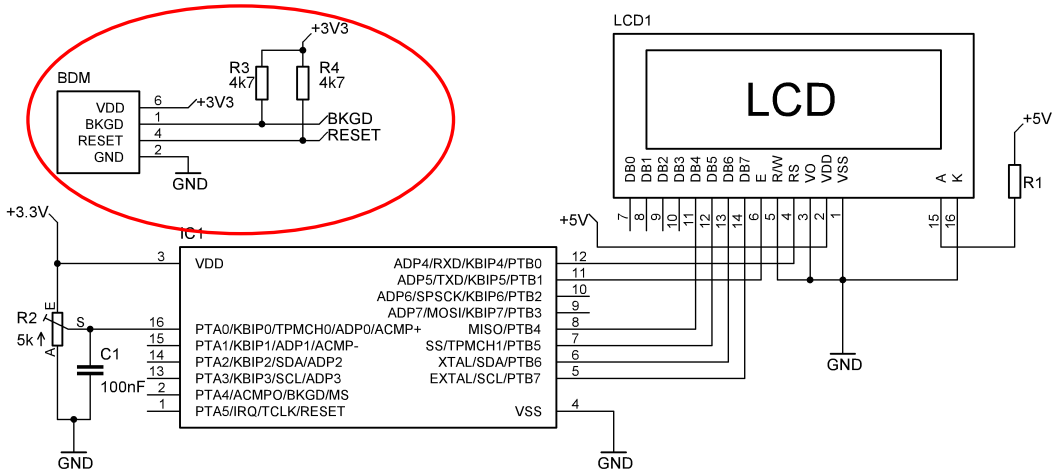 +3V3
BDM
R3
4k7
R4
4k7
VDD 6 +3V3
BKGD 1 BKGD
RESET 4 RESET
GND 2
GND
LCD1
LCD
DB0 DB1 DB2 DB3 DB4 DB5 DB6 DB7 E R/W RS VO VDD VSS A K
7 8 9 10 11 12 13 14 6 5 4 3 2 1 15 16
+5V
R1
+5V
GND
+3.3V
IC1
3 VDD
R2
5k
E
S
A
C1
100nF
16 PTA0/KBIP0/TPMCH0/ADP0/ACMP+
15 PTA1/KBIP1/ADP1/ACMP-
14 PTA2/KBIP2/SDA/ADP2
13 PTA3/KBIP3/SCL/ADP3
2 PTA4/ACMPO/BKGD/MS
1 PTA5/IRQ/TCLK/RESET
ADP4/RXD/KBIP4/PTB0 12
ADP5/TXD/KBIP5/PTB1 11
ADP6/SPSCK/KBIP6/PTB2 10
ADP7/MOSI/KBIP7/PTB3 9
MISO/PTB4 8
SS/TPMCH1/PTB5 7
XTAL/SDA/PTB6 6
EXTAL/SCL/PTB7 5
VSS 4
GND
GND